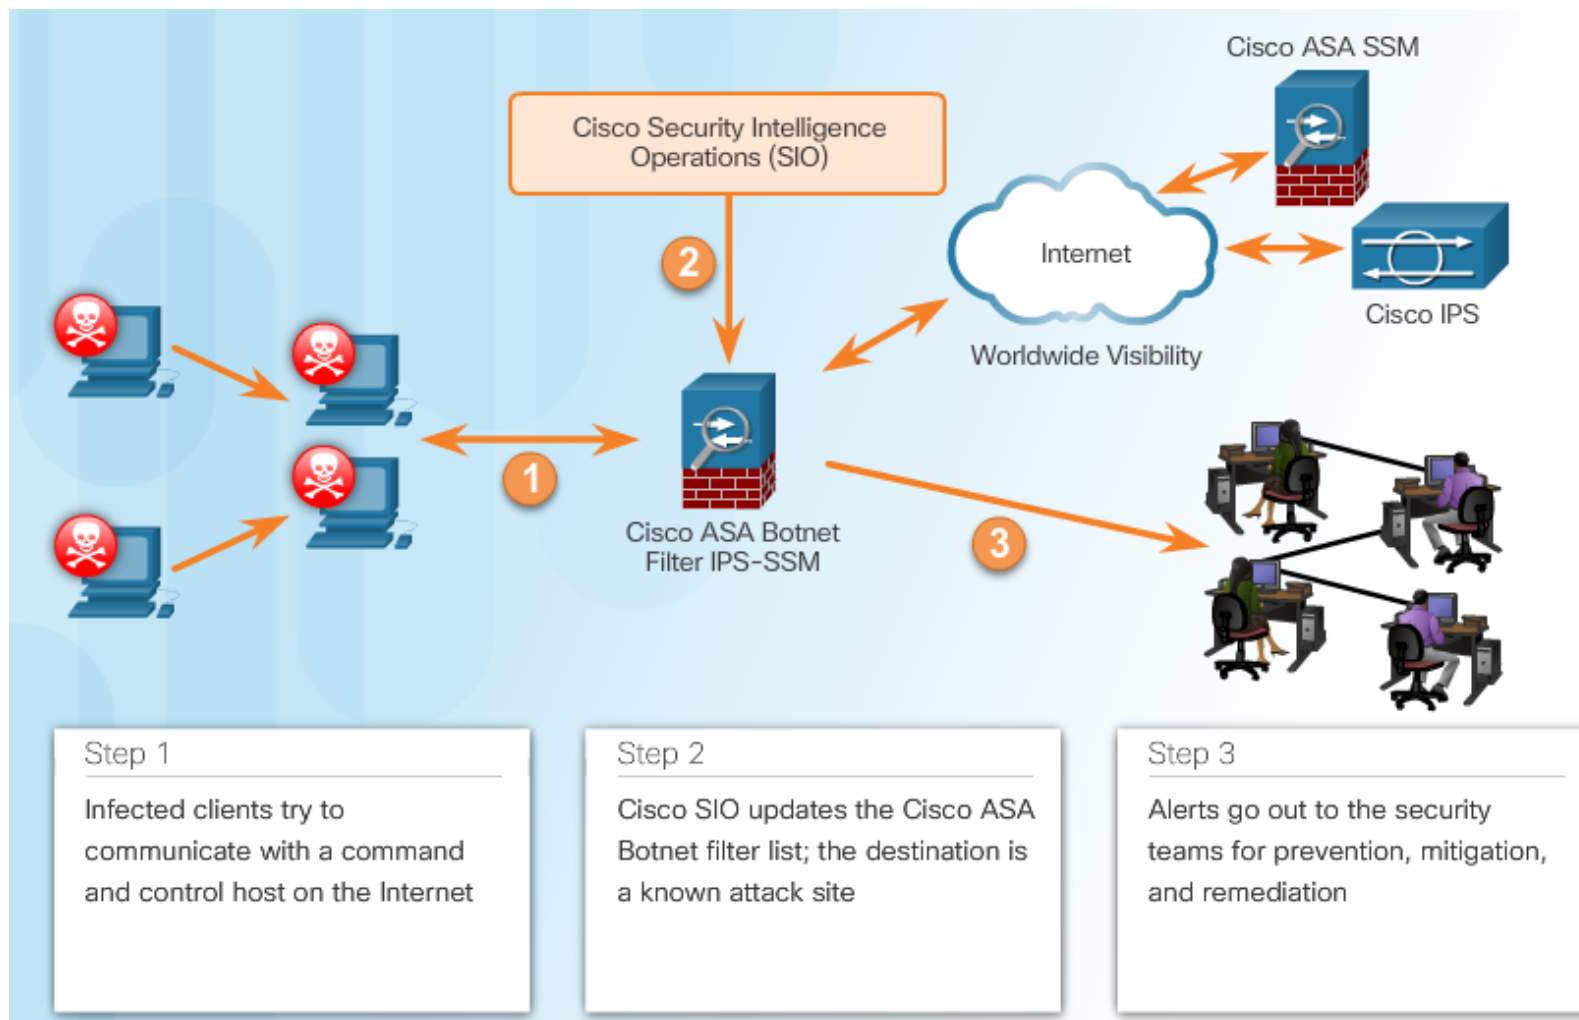 Cisco ASA SSM
Cisco Security Intelligence
Operations (SIO)
Internet
2
Cisco IPS
Worldwide Visibility
1
Cisco ASA Botnet
Filter IPS-SSM
3
Step 1
Infected clients try to
communicate with a command
and control host on the Internet
Step 2
Cisco SIO updates the Cisco ASA
Botnet filter list; the destination is
a known attack site
Step 3
Alerts go out to the security
teams for prevention, mitigation,
and remediation